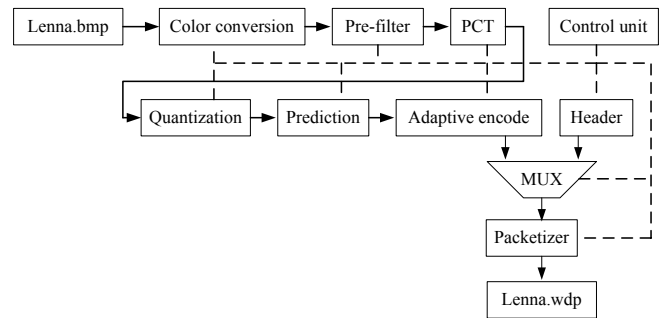 Lenna.bmp
Color conversion
Pre-filter
PCT
Control unit
Quantization
Prediction
Adaptive encode
Header
MUX
Packetizer
Lenna.wdp